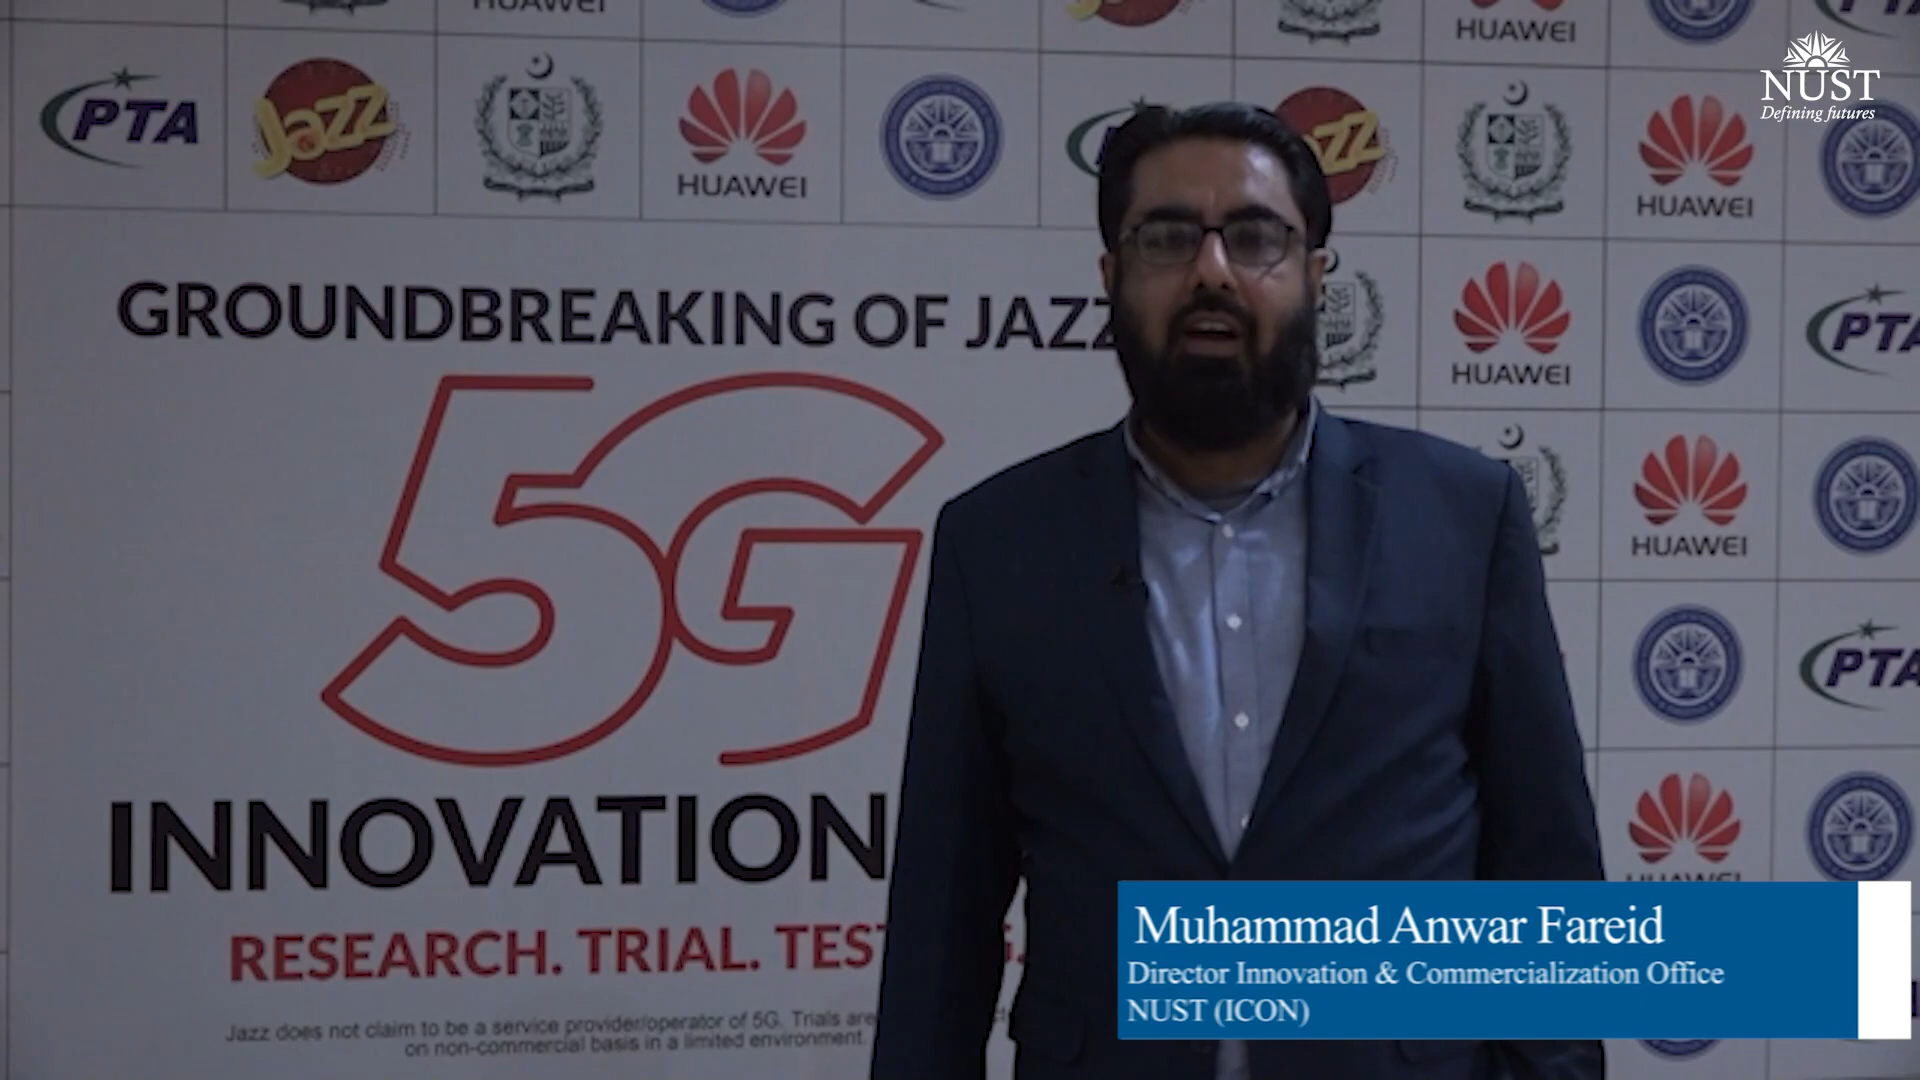 HUAWEI
HUAWEI
NUST
Defining futures
PTA
Jazz
HUAWEI
HUAWEI
GROUNDBREAKING OF JAZZ
HUAWEI
PTA
5G
HUAWEI
INNOVATION
PTA
RESEARCH. TRIAL.
Jazz does not claim to be a service provider/operator of 5G. Trials are
on non-commercial basis in a limited environment.
Muhammad Anwar Fareid
Director Innovation & Commercialization Office
NUST (ICON)